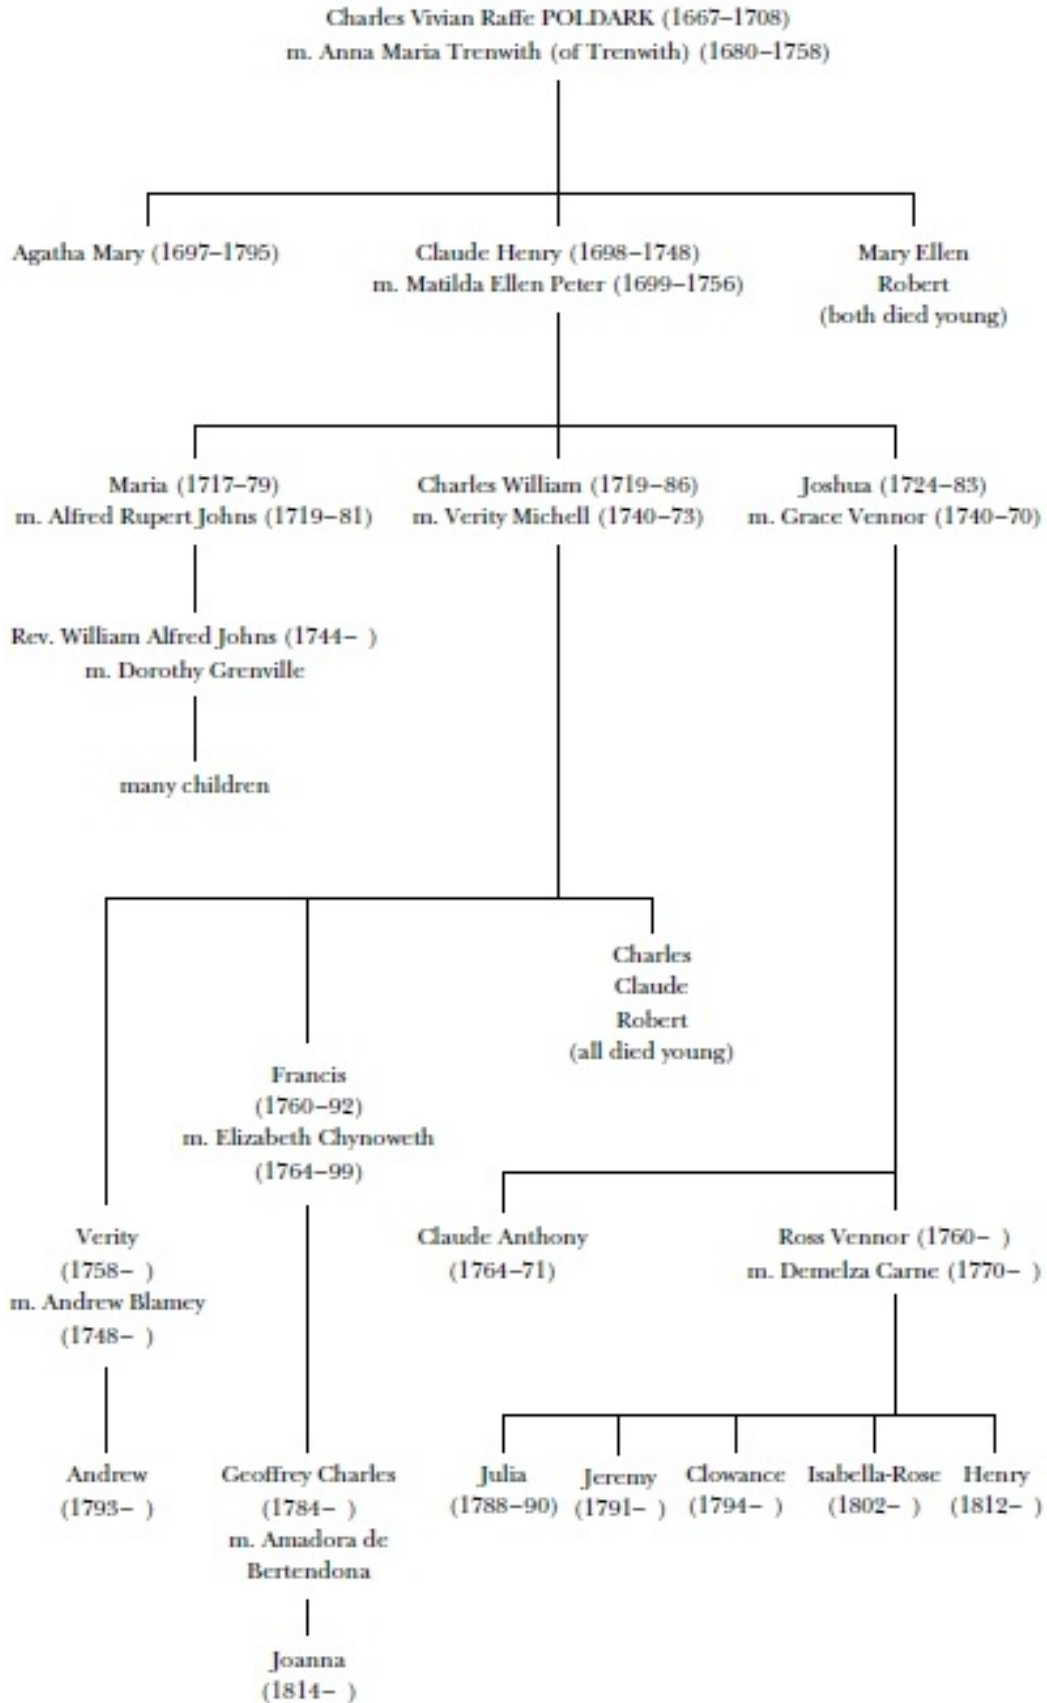 Charles Vivian Raffe POLDARK (1667–1708)
m. Anna Maria Trenwith (of Trenwith) (1680–1758)
Agatha Mary (1697–1795)
Claude Henry (1698–1748)
m. Matilda Ellen Peter (1699–1756)
Mary Ellen
Robert
(both died young)
Maria (1717–79)
m. Alfred Rupert Johns (1719–81)
Charles William (1719–86)
m. Verity Michell (1740–73)
Joshua (1724–83)
m. Grace Vennor (1740–70)
Rev. William Alfred Johns (1744– )
m. Dorothy Grenville
many children
Charles
Claude
Robert
(all died young)
Francis
(1760–92)
m. Elizabeth Chynoweth
(1764–99)
Verity
(1758– )
m. Andrew Blamey
(1748– )
Claude Anthony
(1764–71)
Ross Vennor (1760– )
m. Demelza Carne (1770– )
Andrew
(1793– )
Geoffrey Charles
(1784– )
m. Amadora de
Bertendona
Julia
(1788–90)
Jeremy
(1791– )
Clowance
(1794– )
Isabella-Rose
(1802– )
Henry
(1812– )
Joanna
(1814– )